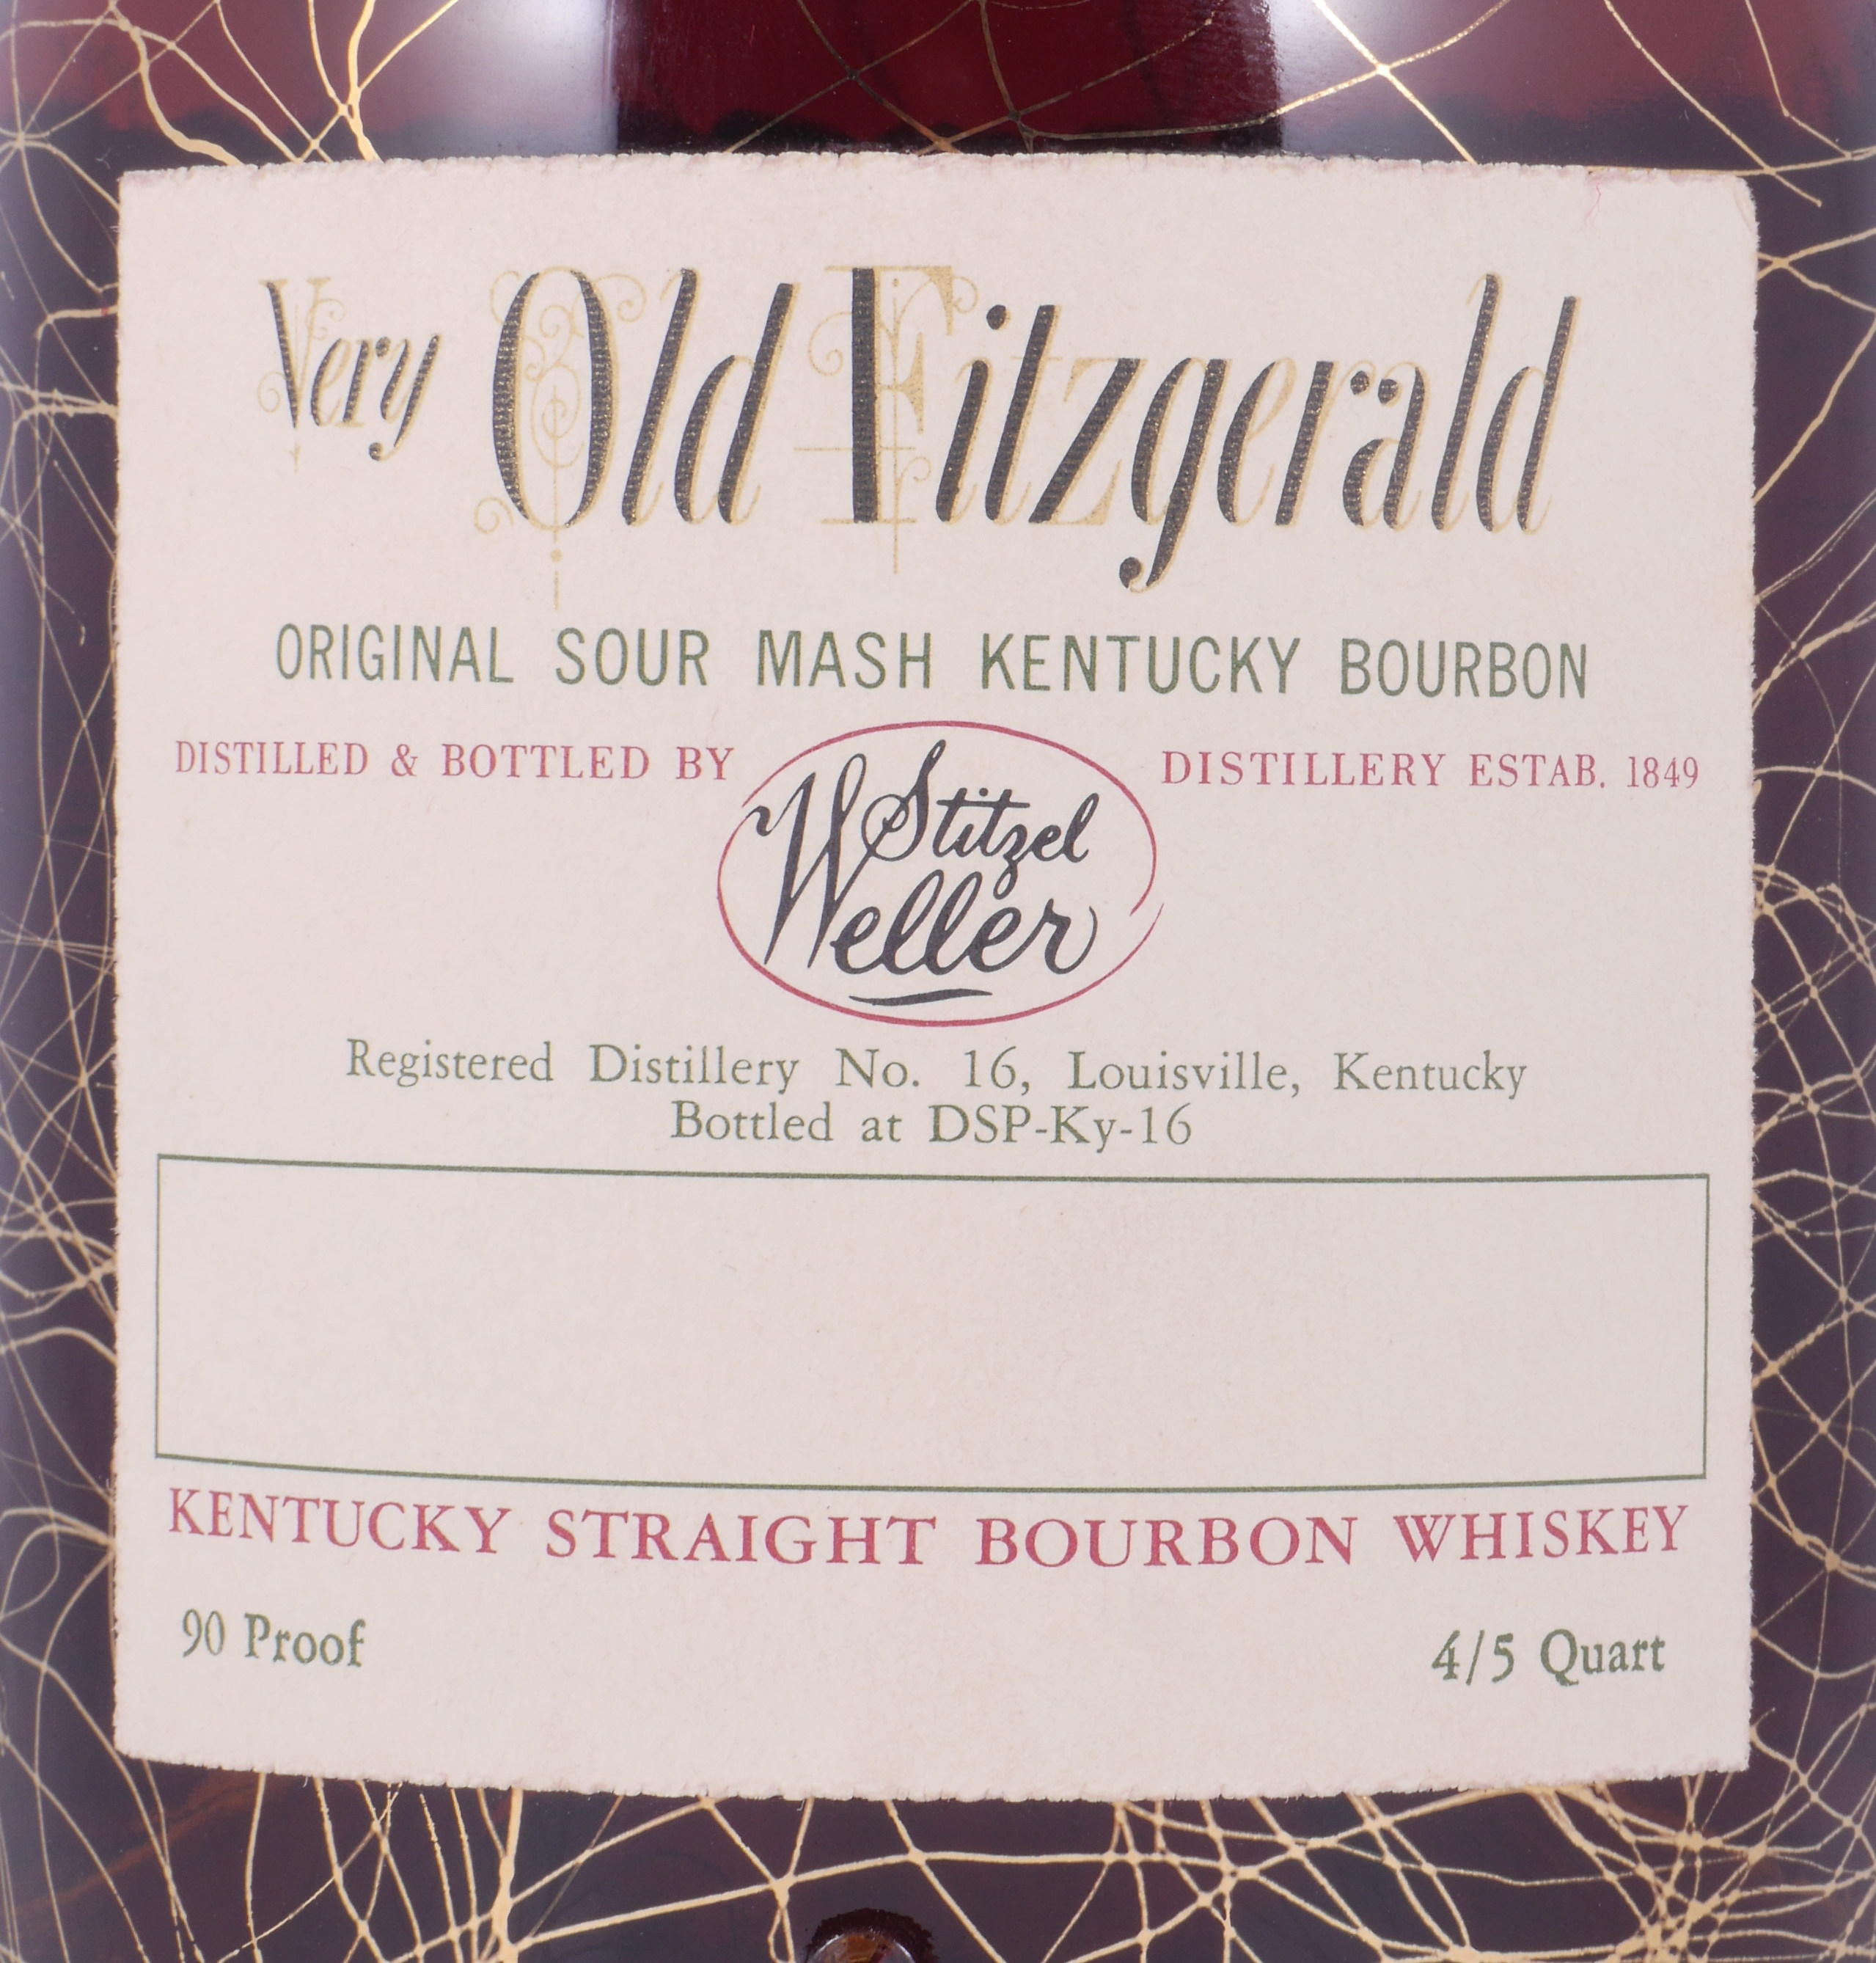 Very Old Fitzgerald
ORIGINAL SOUR MASH KENTUCKY BOURBON
DISTILLED & BOTTLED BY
Stitzel
Weller
DISTILLERY ESTAB. 1849
Registered Distillery No. 16, Louisville, Kentucky
Bottled at DSP-Ky-16
KENTUCKY STRAIGHT BOURBON WHISKEY
90 Proof
4/5 Quart